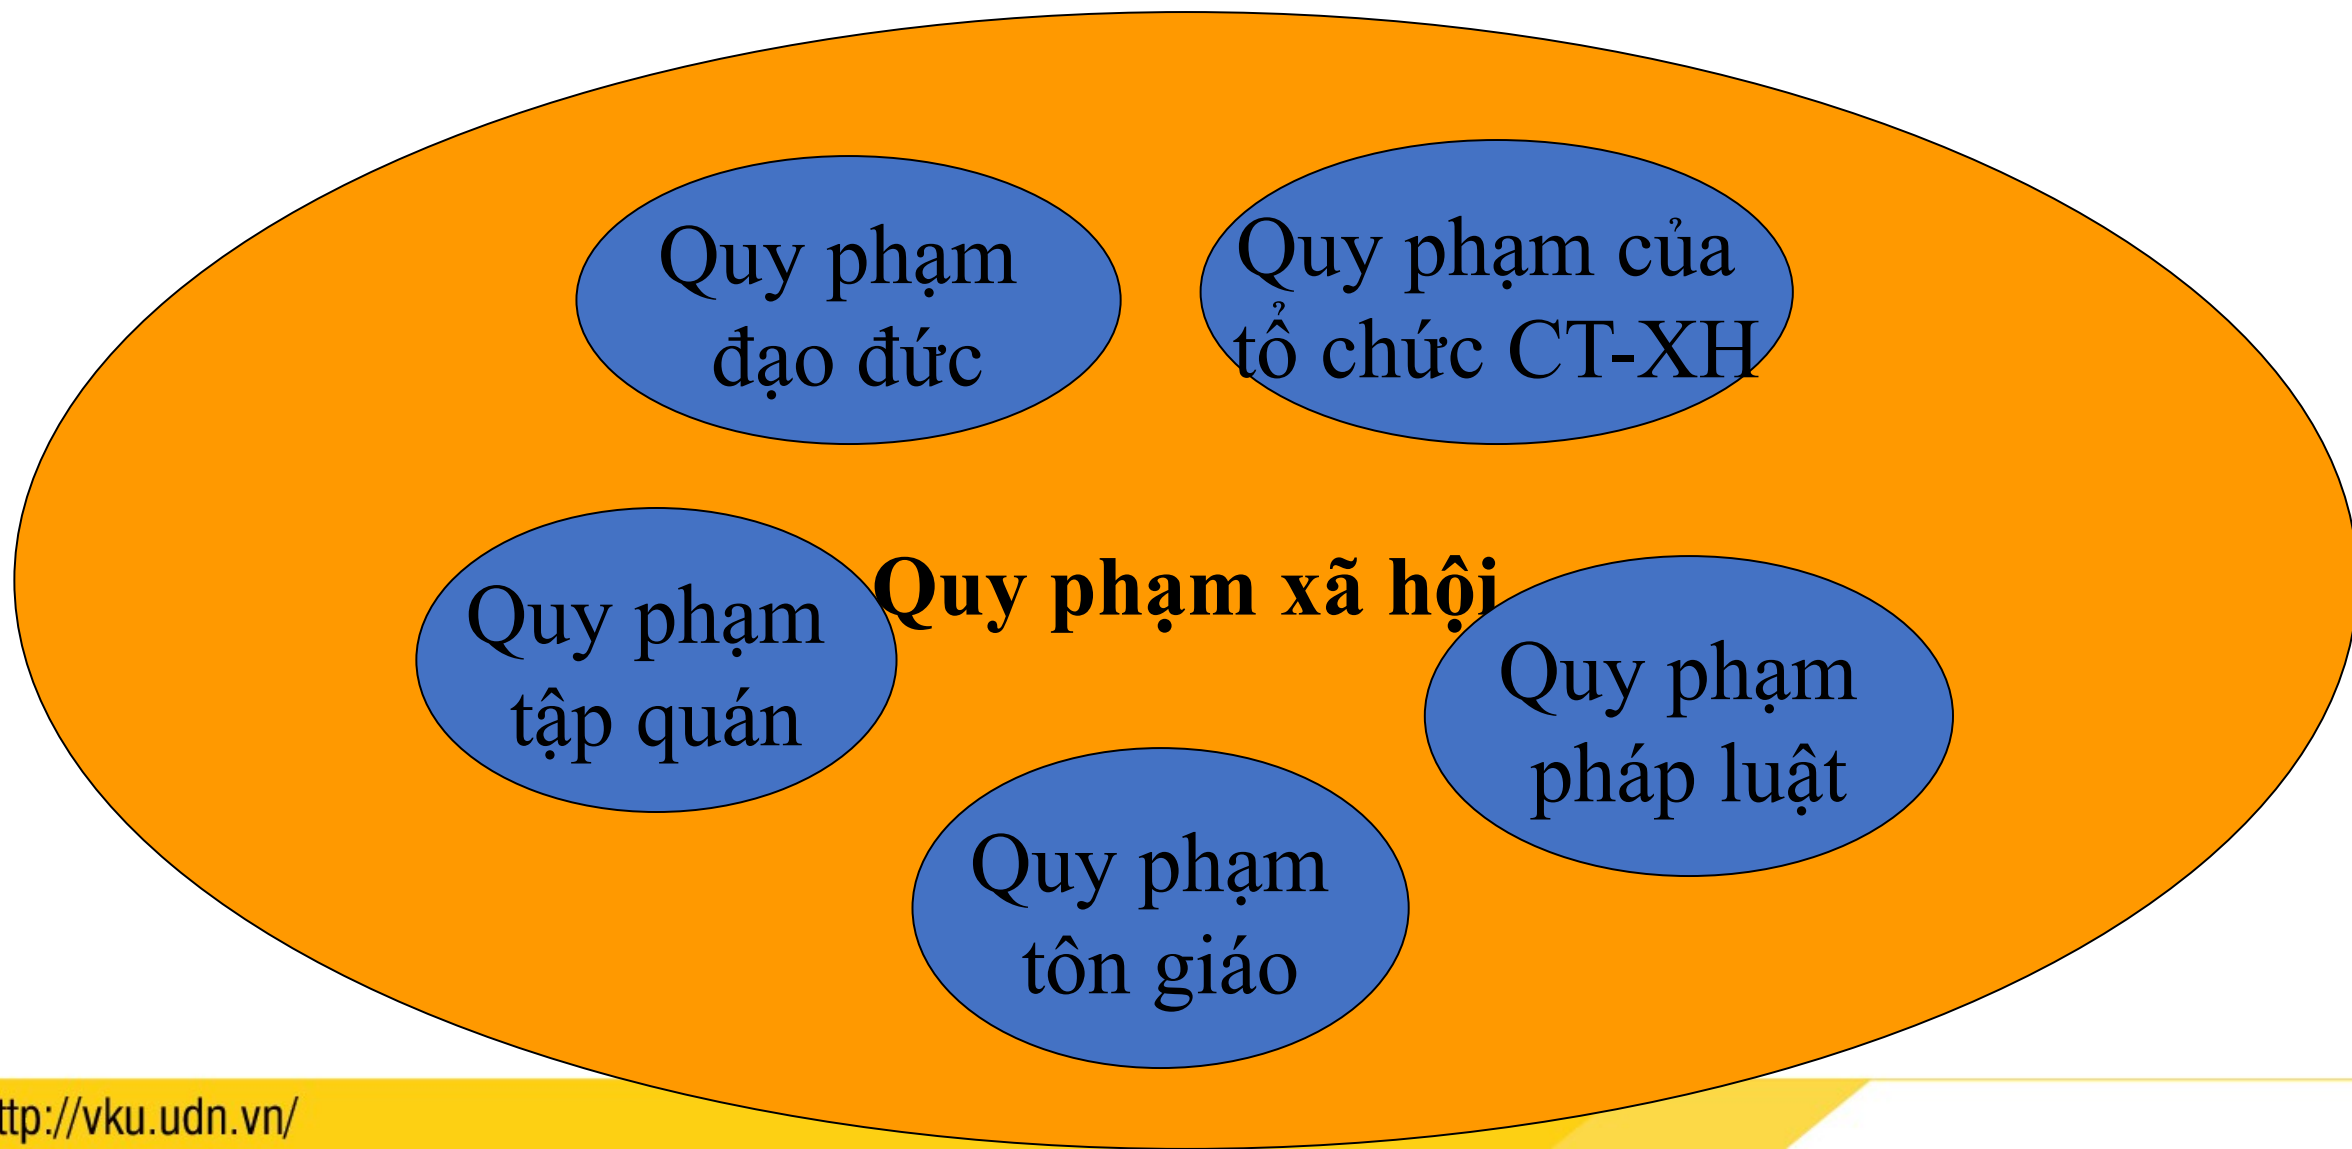 Quy phạm
đạo đức
Quy phạm của
tổ chức CT-XH
Quy phạm xã hội
Quy phạm
tập quán
Quy phạm
pháp luật
Quy phạm
tôn giáo
ttp://vku.udn.vn/